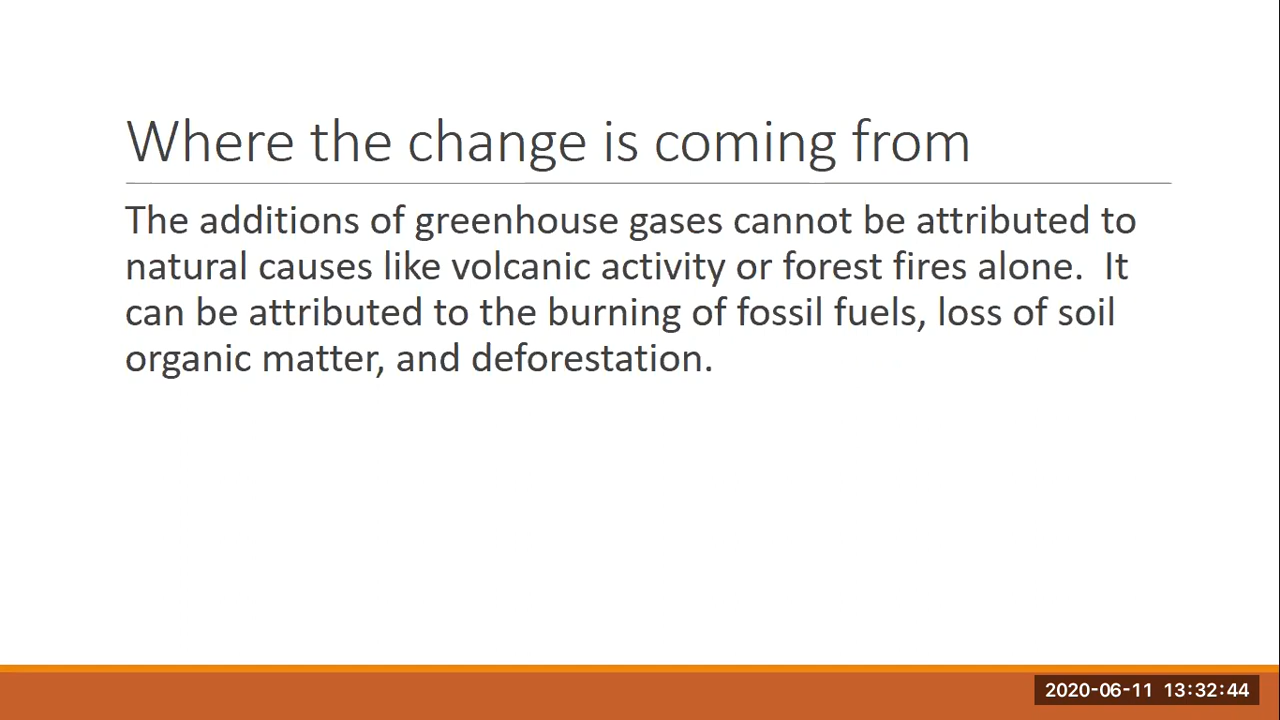 Where the change is coming from
The additions of greenhouse gases cannot be attributed to
natural causes like volcanic activity or forest fires alone.  It
can be attributed to the burning of fossil fuels, loss of soil
organic matter, and deforestation.
2020-06-11 13:32:44